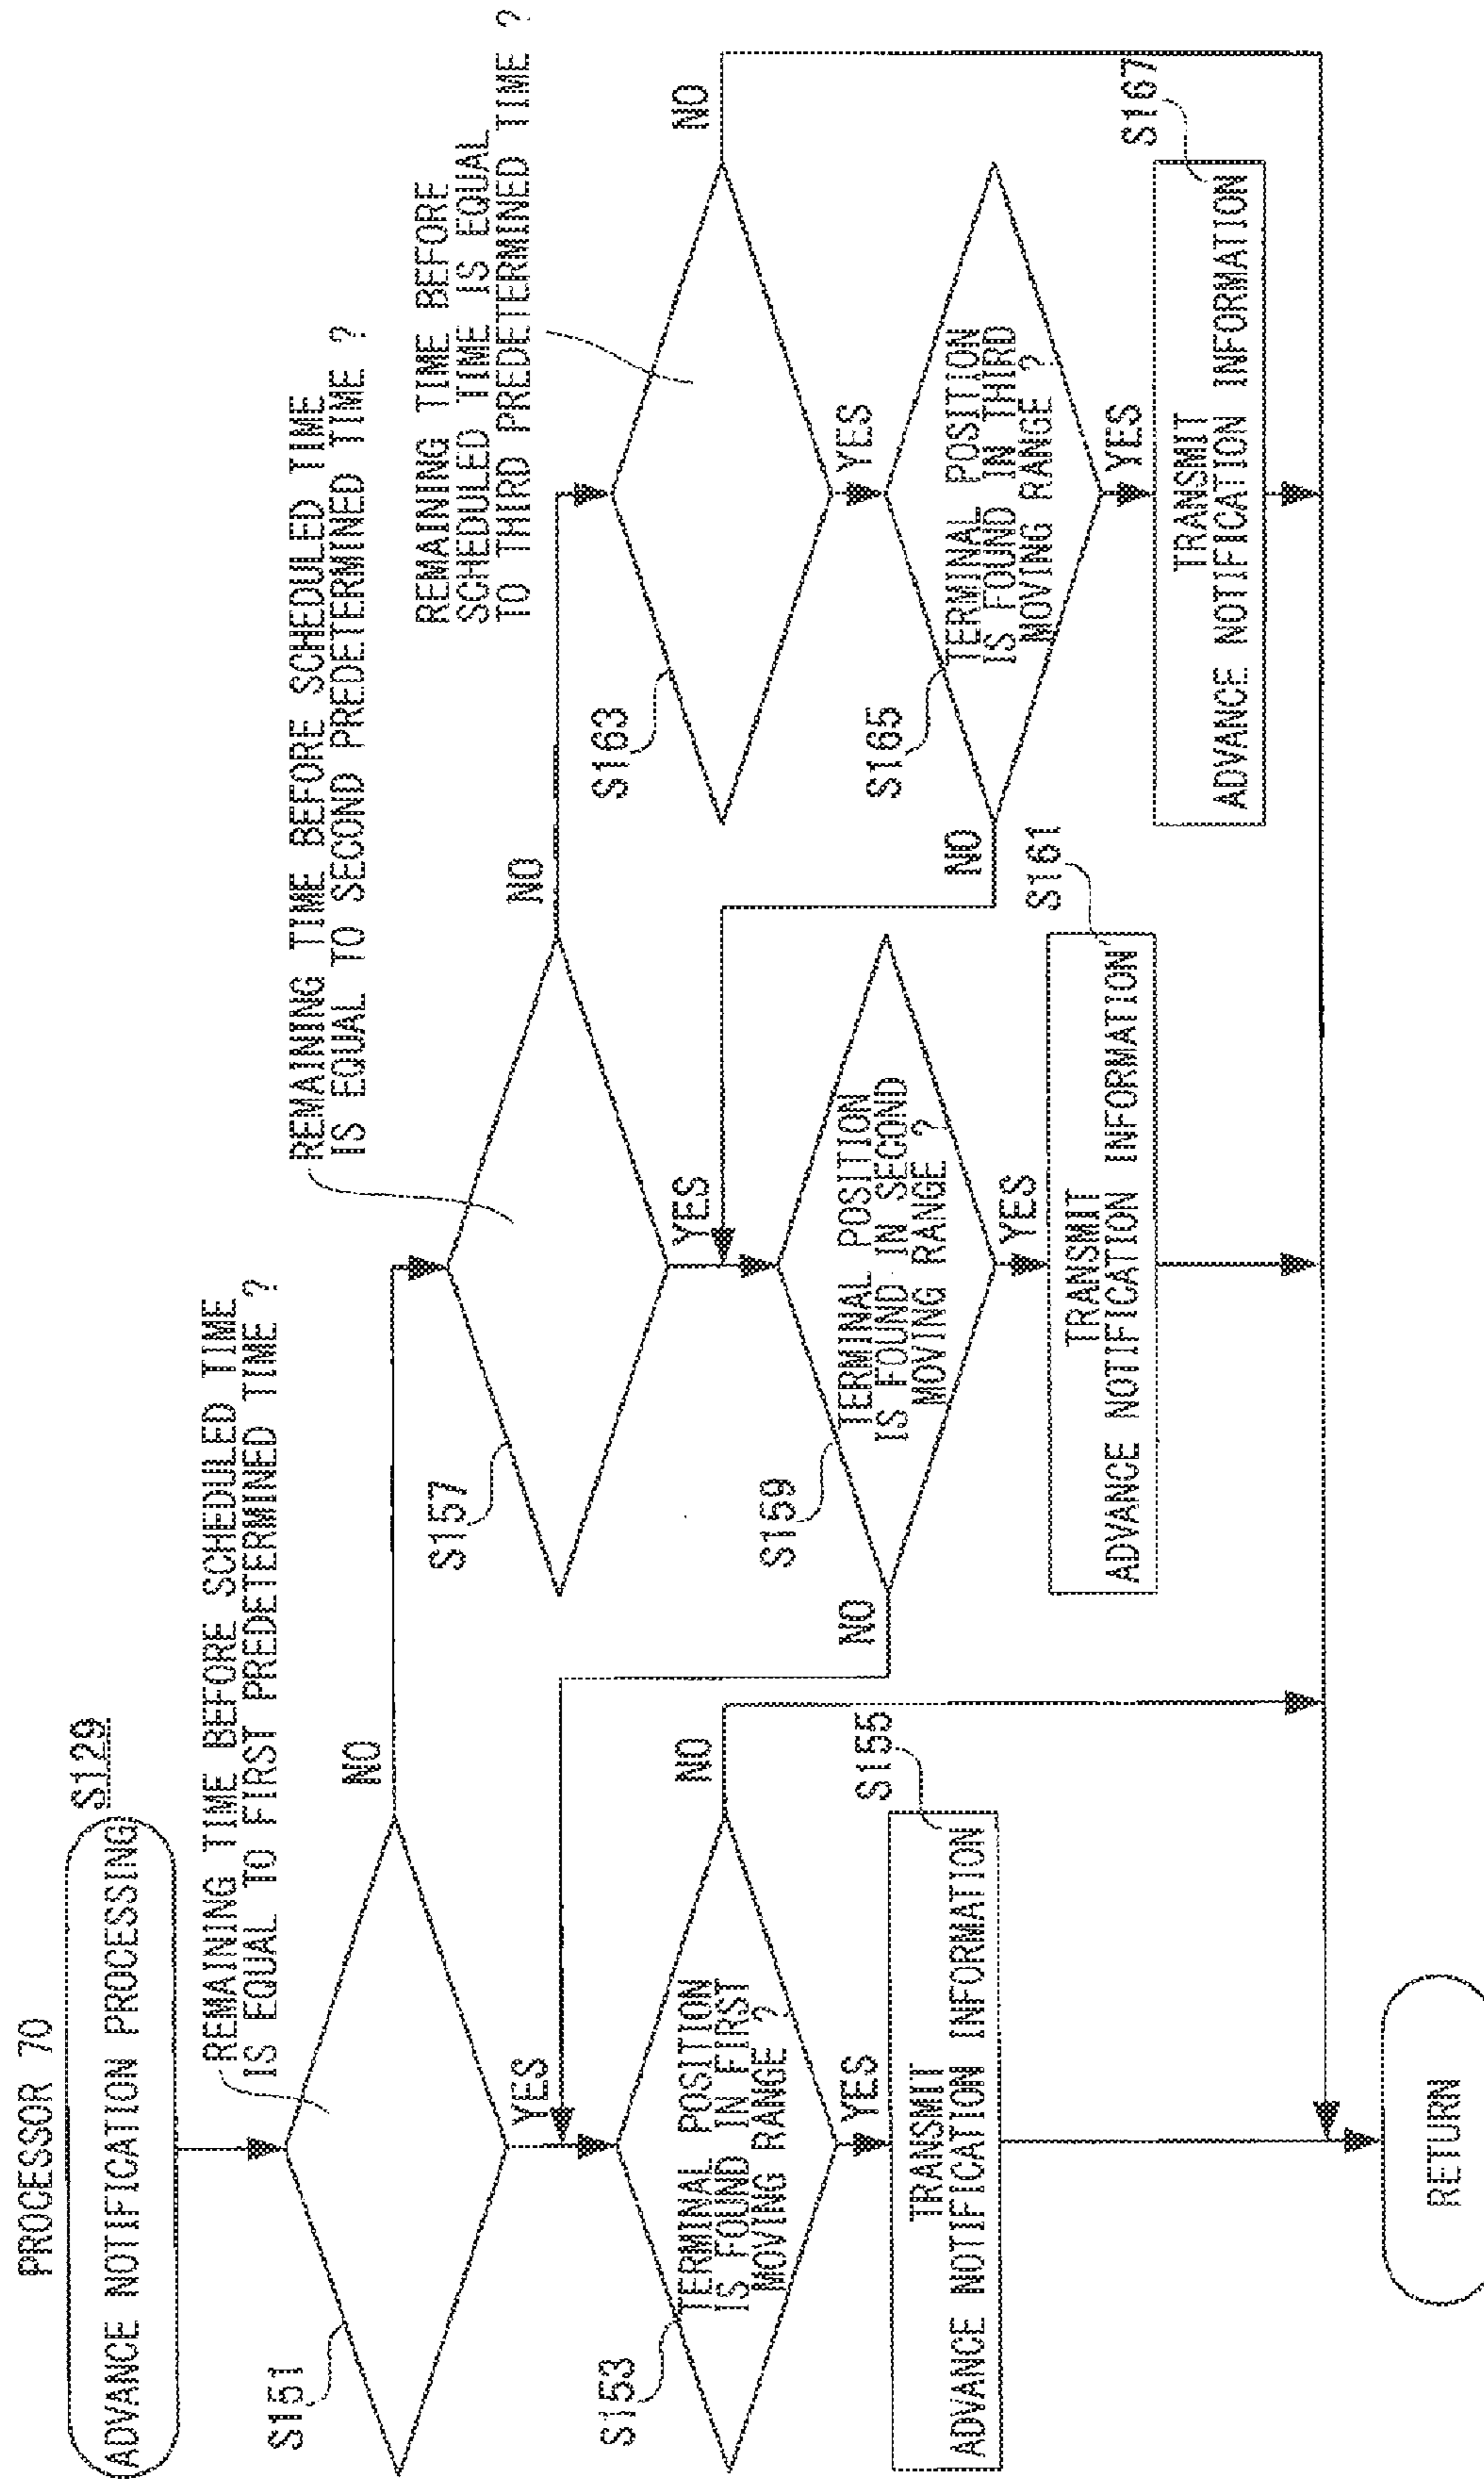 PROCESSOR 70
ADVANCE NOTIFICATION PROCESSING
S129
REMAINING TIME BEFORE SCHEDULED TIME
IS EQUAL TO FIRST PREDETERMINED TIME ?
S151
NO
YES
S153
TERMINAL POSITION
IS FOUND IN FIRST
MOVING RANGE ?
NO
YES
S155
TRANSMIT
ADVANCE NOTIFICATION INFORMATION
REMAINING TIME BEFORE SCHEDULED TIME
IS EQUAL TO SECOND PREDETERMINED TIME ?
S157
NO
YES
S159
TERMINAL POSITION
IS FOUND IN SECOND
MOVING RANGE ?
NO
YES
S161
TRANSMIT
ADVANCE NOTIFICATION INFORMATION
REMAINING TIME BEFORE
SCHEDULED TIME IS EQUAL
TO THIRD PREDETERMINED TIME ?
S163
NO
YES
S165
TERMINAL POSITION
IS FOUND IN THIRD
MOVING RANGE ?
NO
YES
S167
TRANSMIT
ADVANCE NOTIFICATION INFORMATION
RETURN